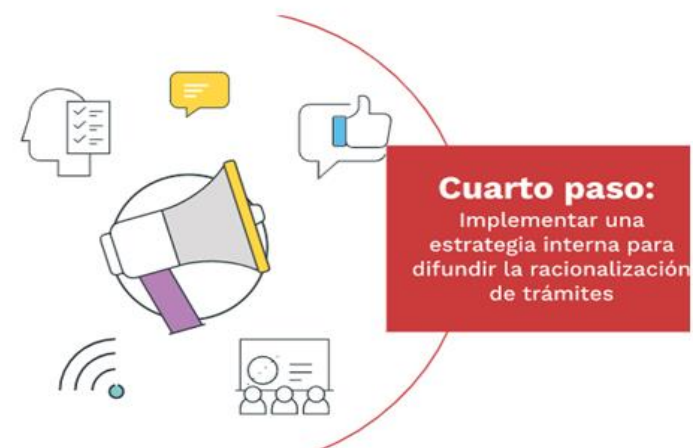 Cuarto paso:
Implementar una
estrategia interna para
difundir la racionalización
de trámites